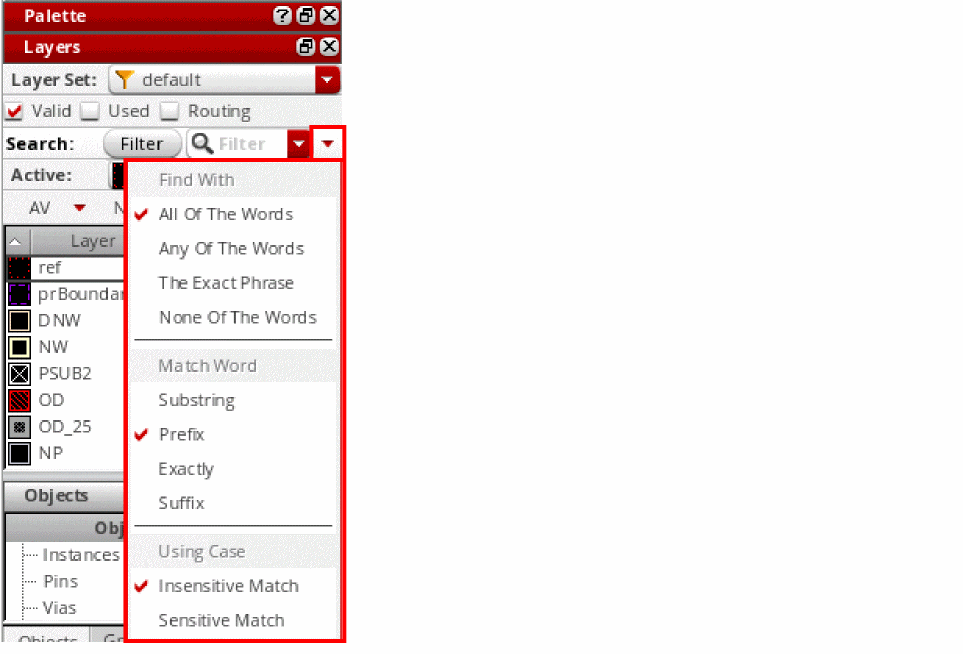 Palette
Layers
Layer Set: default
Valid Used Routing
Search: Filter Filter
Active:
AV N
Layer
ref
prBoundar
DNW
NW
PSUB2
OD
OD_25
NP
Find With
All Of The Words
Any Of The Words
The Exact Phrase
None Of The Words
Match Word
Substring
Prefix
Exactly
Suffix
Using Case
Insensitive Match
Sensitive Match
Objects
Obj
Instances
Pins
Vias
Objects